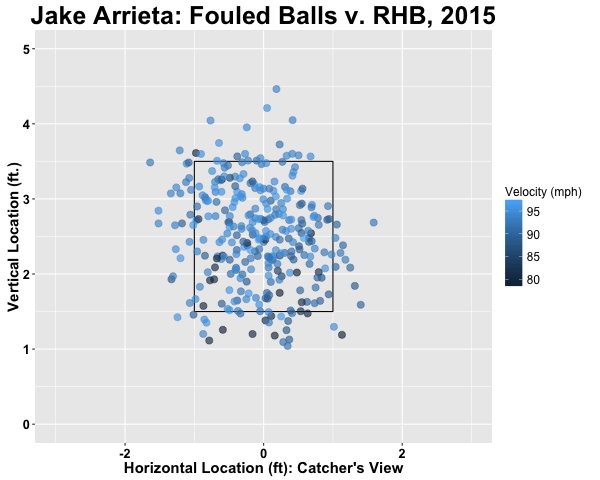 Jake Arrieta: Fouled Balls v. RHB, 2015
5
4
3
2
1
0
Vertical Location (ft.)
-2 0 2
Horizontal Location (ft): Catcher's View
Velocity (mph)
95
90
85
80